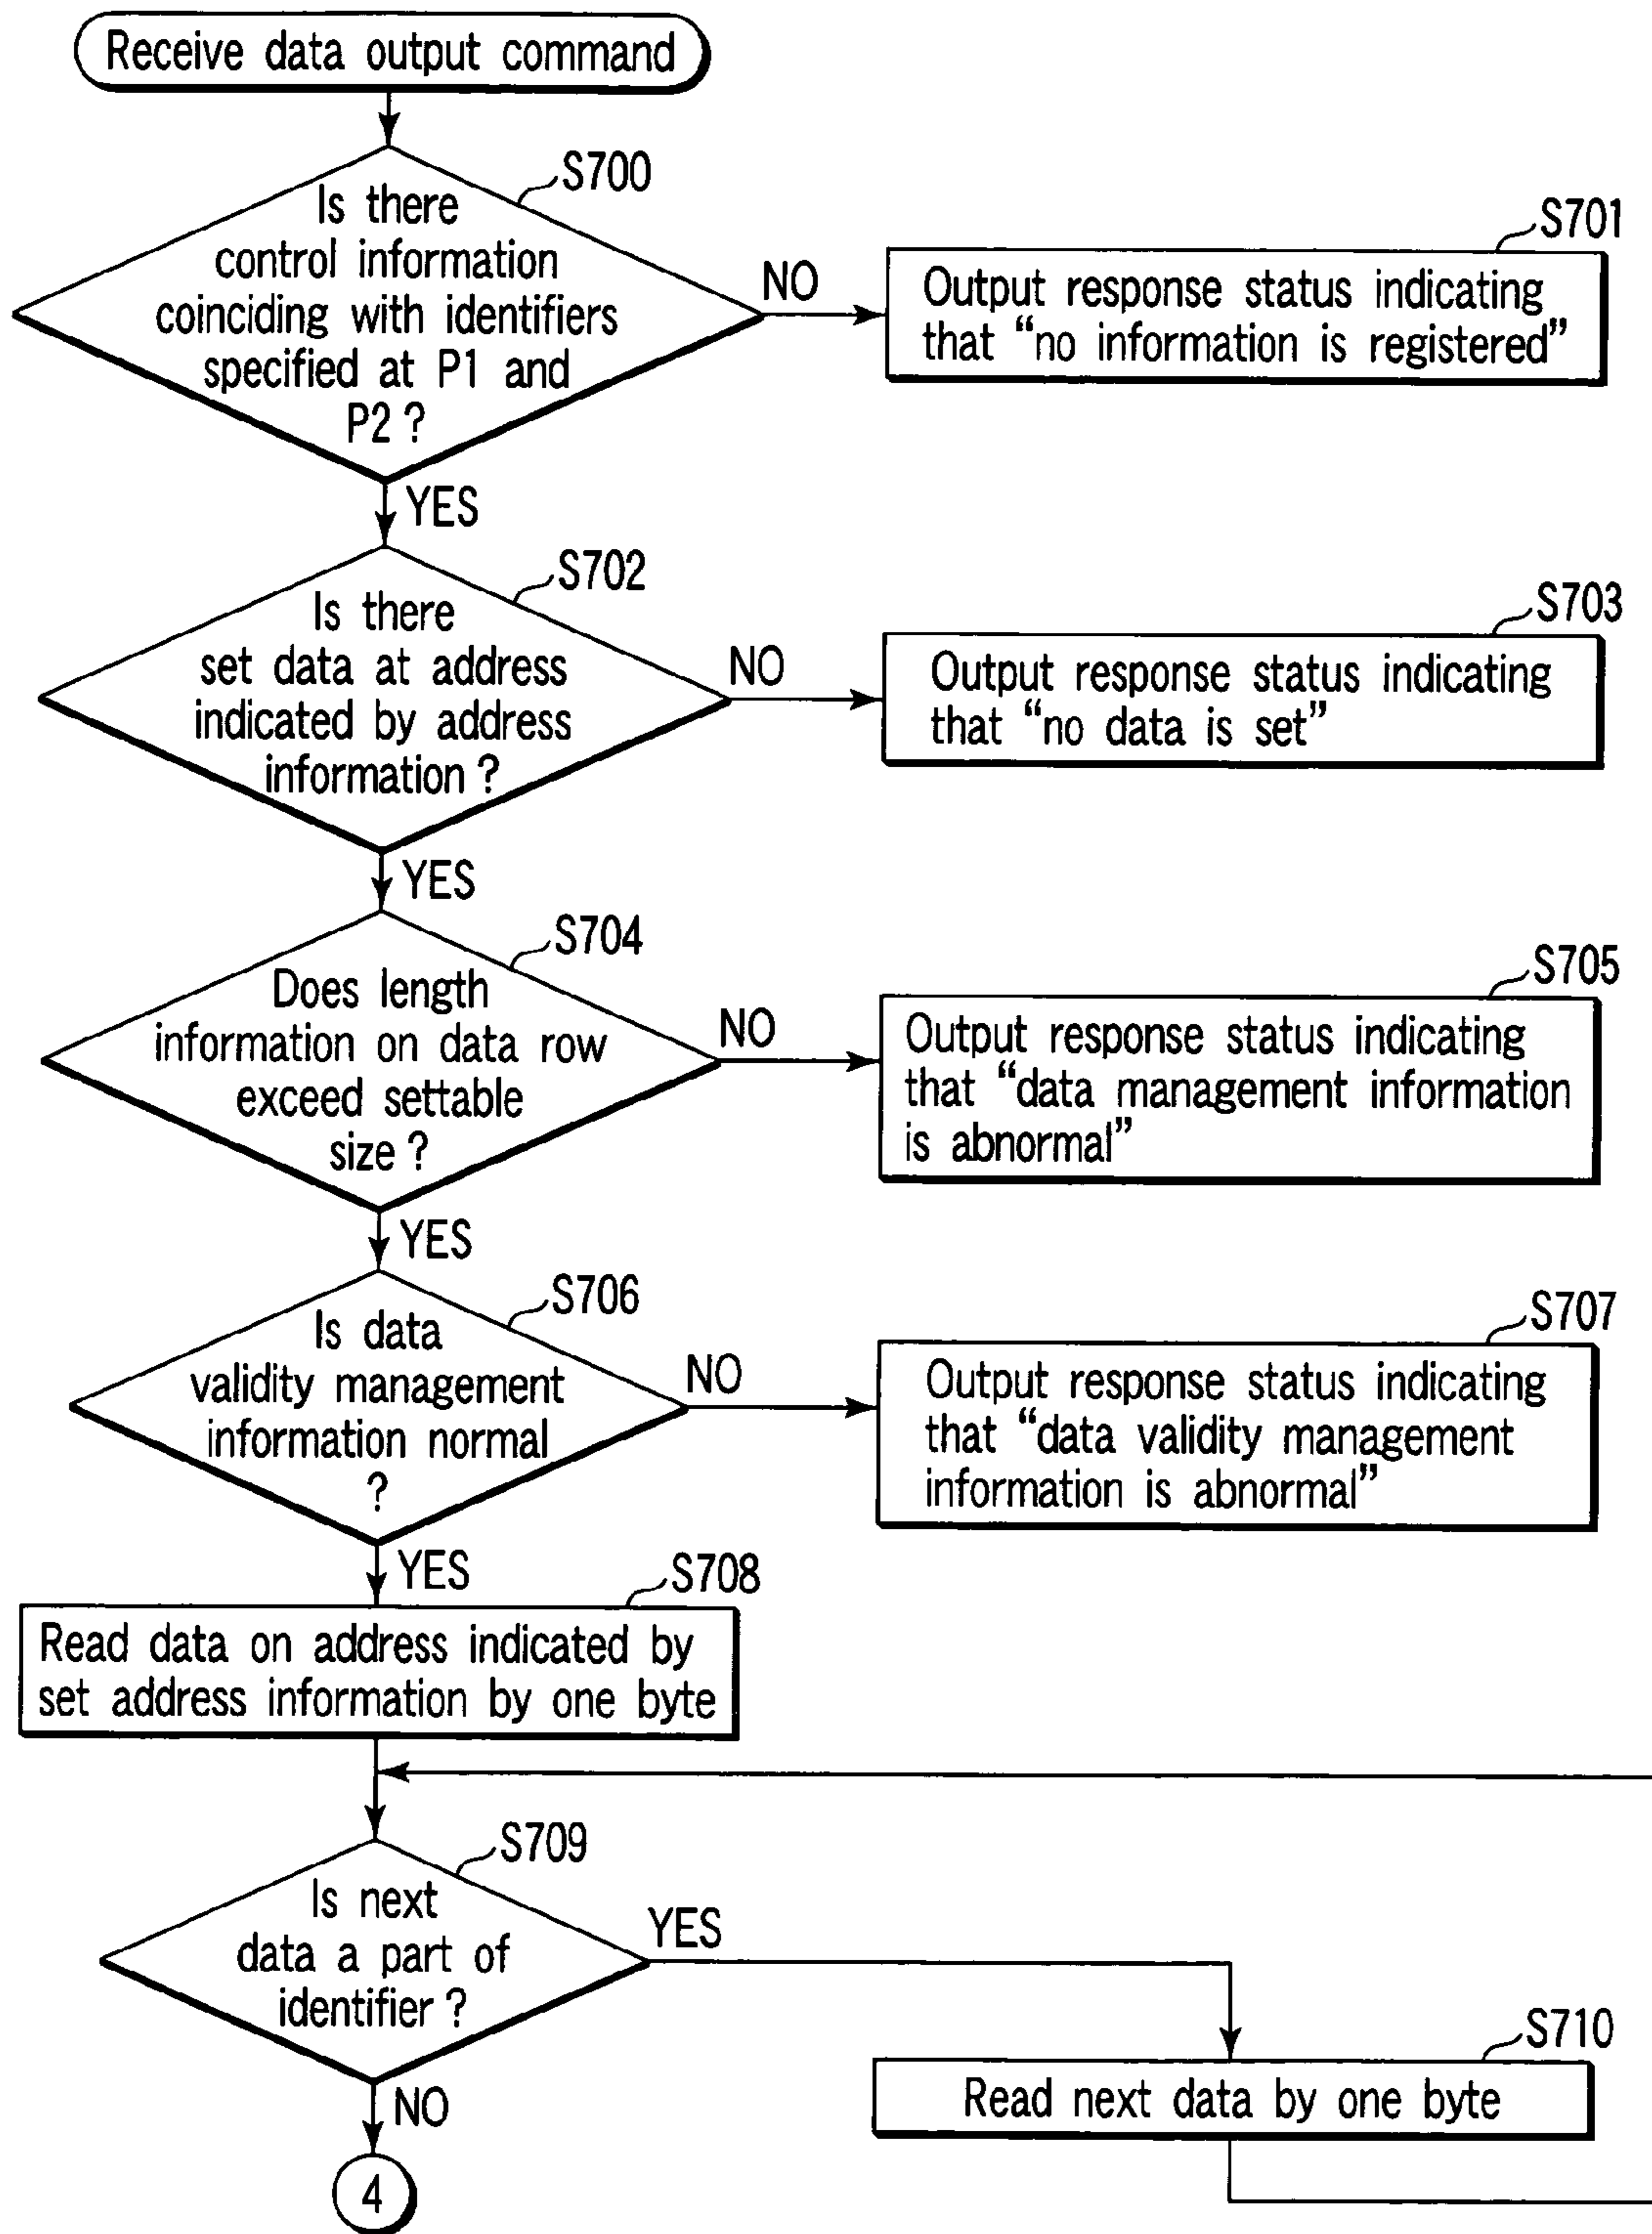 Receive data output command
S700
Is there
control information
coinciding with identifiers
specified at P1 and
P2 ?
NO
S701
Output response status indicating
that “no information is registered”
YES
S702
Is there
set data at address
indicated by address
information ?
NO
S703
Output response status indicating
that “no data is set”
YES
S704
Does length
information on data row
exceed settable
size ?
NO
S705
Output response status indicating
that “data management information
is abnormal”
YES
S706
Is data
validity management
information normal
?
NO
S707
Output response status indicating
that “data validity management
information is abnormal”
YES
S708
Read data on address indicated by
set address information by one byte
S709
Is next
data a part of
identifier ?
YES
S710
Read next data by one byte
NO
4